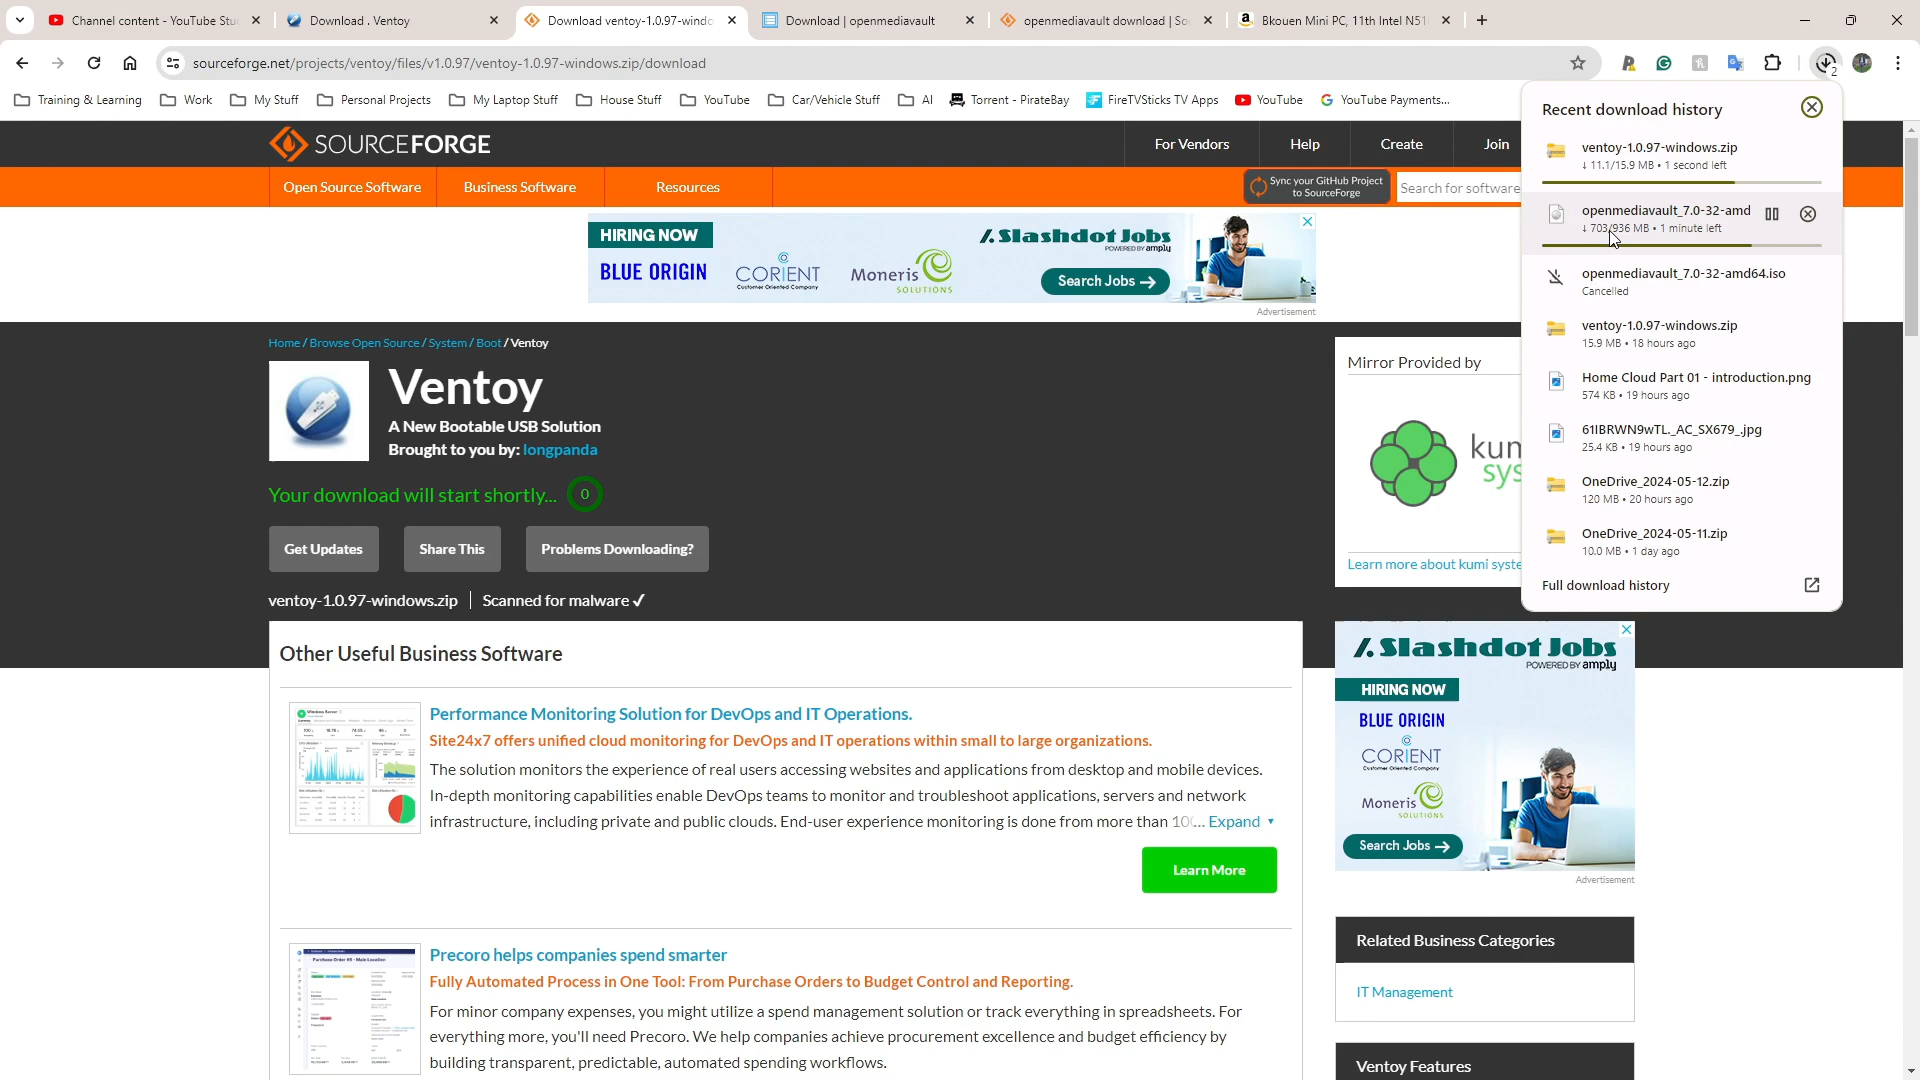 Channel content - YouTube Stu
Download . Ventoy
Download ventoy-1.0.97-windo
Download | openmediavault
openmediavault download | So
Bkouen Mini PC, 11th Intel N51
sourceforge.net/projects/ventoy/files/v1.0.97/ventoy-1.0.97-windows.zip/download
2
Training & Learning
Work
My Stuff
Personal Projects
My Laptop Stuff
House Stuff
YouTube
Car/Vehicle Stuff
AI
Torrent - PirateBay
FireTVSticks TV Apps
YouTube
YouTube Payments...
Recent download history
ventoy-1.0.97-windows.zip
↓ 11.1/15.9 MB • 1 second left
openmediavault_7.0-32-amd
↓ 703/936 MB • 1 minute left
openmediavault_7.0-32-amd64.iso
Cancelled
ventoy-1.0.97-windows.zip
15.9 MB • 18 hours ago
Home Cloud Part 01 - introduction.png
574 KB • 19 hours ago
61IBRWN9wTL._AC_SX679_.jpg
25.4 KB • 19 hours ago
OneDrive_2024-05-12.zip
120 MB • 20 hours ago
OneDrive_2024-05-11.zip
10.0 MB • 1 day ago
Full download history
SOURCEFORGE
For Vendors
Help
Create
Join
Open Source Software
Business Software
Resources
Sync your GitHub Project
to SourceForge
Search for software
HIRING NOW
BLUE ORIGIN
CORIENT
Customer Oriented Company
Moneris
SOLUTIONS
/. Slashdot Jobs
POWERED BY amply
Search Jobs →
Advertisement
Home / Browse Open Source / System / Boot / Ventoy
Ventoy
A New Bootable USB Solution
Brought to you by: longpanda
Your download will start shortly... 0
Get Updates
Share This
Problems Downloading?
ventoy-1.0.97-windows.zip
Scanned for malware ✓
Mirror Provided by
kum
sys
Learn more about kumi syste
Other Useful Business Software
Performance Monitoring Solution for DevOps and IT Operations.
Site24x7 offers unified cloud monitoring for DevOps and IT operations within small to large organizations.
The solution monitors the experience of real users accessing websites and applications from desktop and mobile devices.
In-depth monitoring capabilities enable DevOps teams to monitor and troubleshoot applications, servers and network
infrastructure, including private and public clouds. End-user experience monitoring is done from more than 10... Expand
Learn More
Precoro helps companies spend smarter
Fully Automated Process in One Tool: From Purchase Orders to Budget Control and Reporting.
For minor company expenses, you might utilize a spend management solution or track everything in spreadsheets. For
everything more, you'll need Precoro. We help companies achieve procurement excellence and budget efficiency by
building transparent, predictable, automated spending workflows.
/. Slashdot Jobs
POWERED BY amply
HIRING NOW
BLUE ORIGIN
CORIENT
Customer Oriented Company
Moneris
SOLUTIONS
Search Jobs →
Advertisement
Related Business Categories
IT Management
Ventoy Features